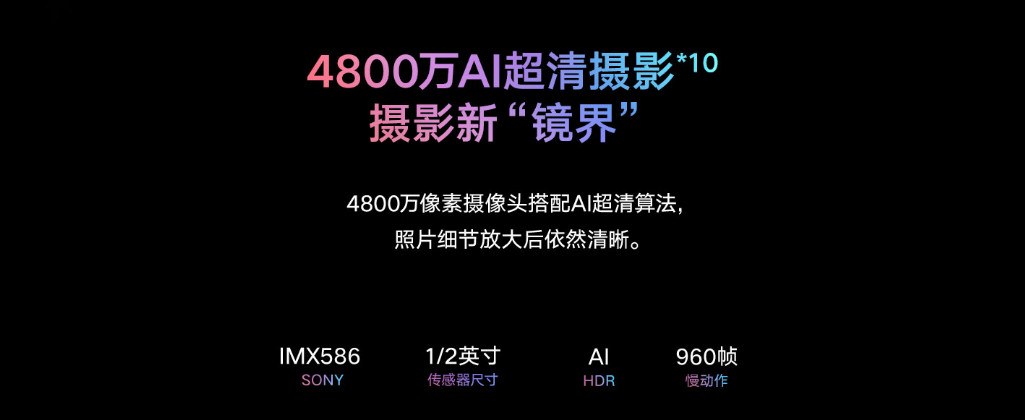 4800万AI超清摄影*10
摄影新“镜界”
4800万像素摄像头搭配AI超清算法，
照片细节放大后依然清晰。
IMX586 1/2英寸 AI 960帧
SONY 传感器尺寸 HDR 慢动作